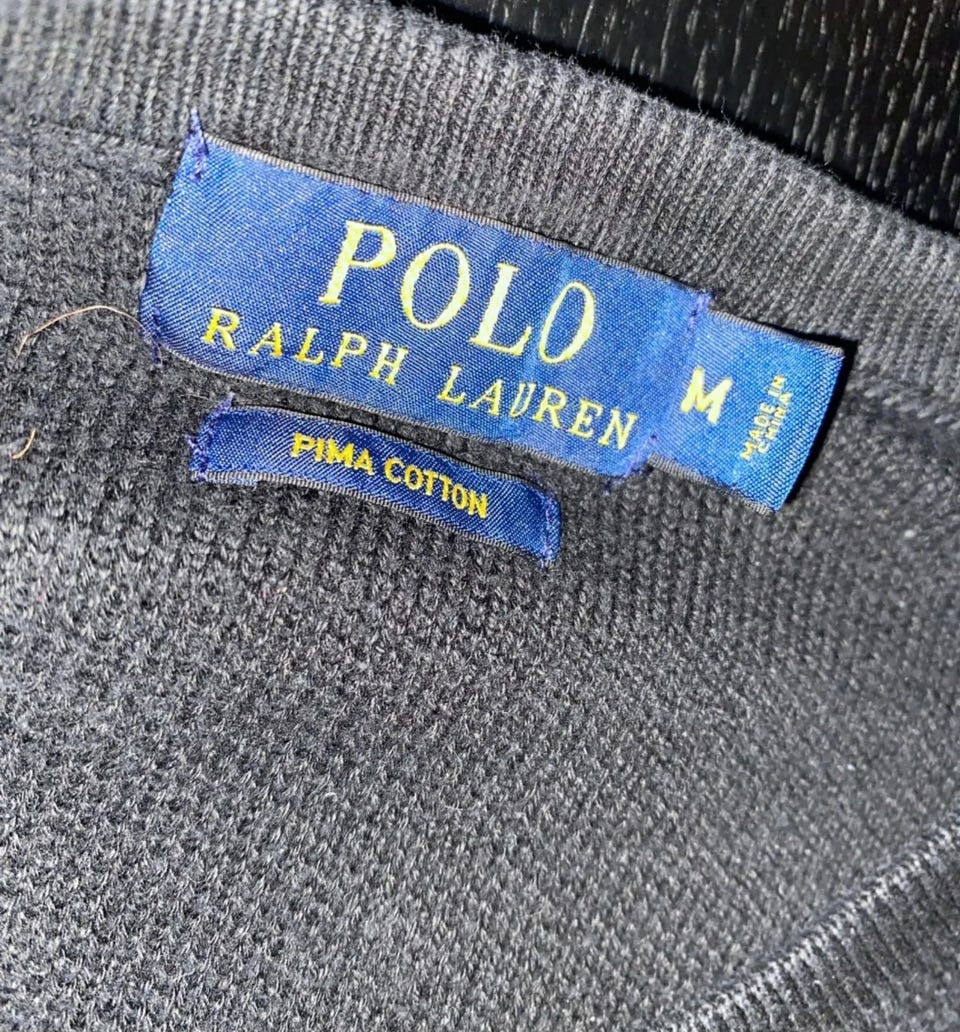 POLO
RALPH LAUREN
M
MADE IN
CHINA
PIMA COTTON